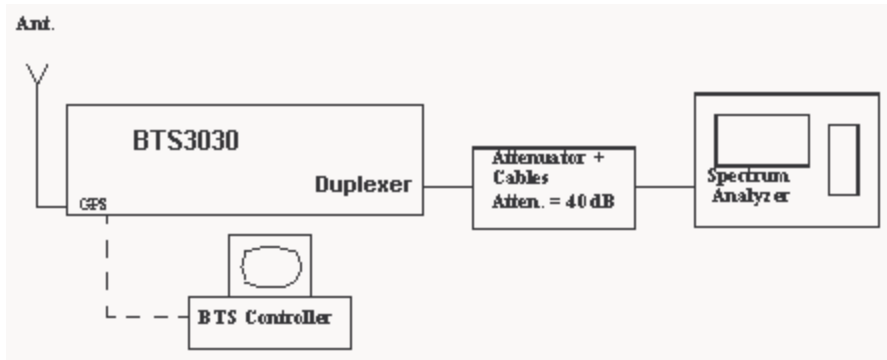 Ant.
BTS3030
Duplexer
GPS
Attenuator +
Cables
Atten. = 40 dB
Spectrum
Analyzer
BTS Controller